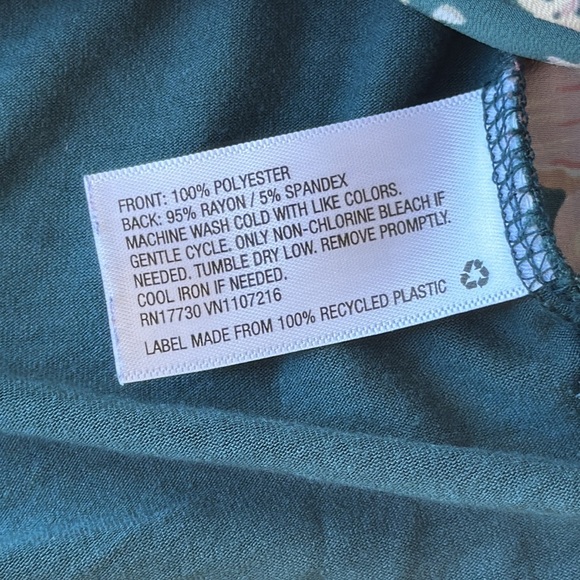 FRONT: 100% POLYESTER
BACK: 95% RAYON / 5% SPANDEX
MACHINE WASH COLD WITH LIKE COLORS.
GENTLE CYCLE. ONLY NON-CHLORINE BLEACH IF
NEEDED. TUMBLE DRY LOW. REMOVE PROMPTLY.
COOL IRON IF NEEDED.
RN17730 VN1107216
LABEL MADE FROM 100% RECYCLED PLASTIC